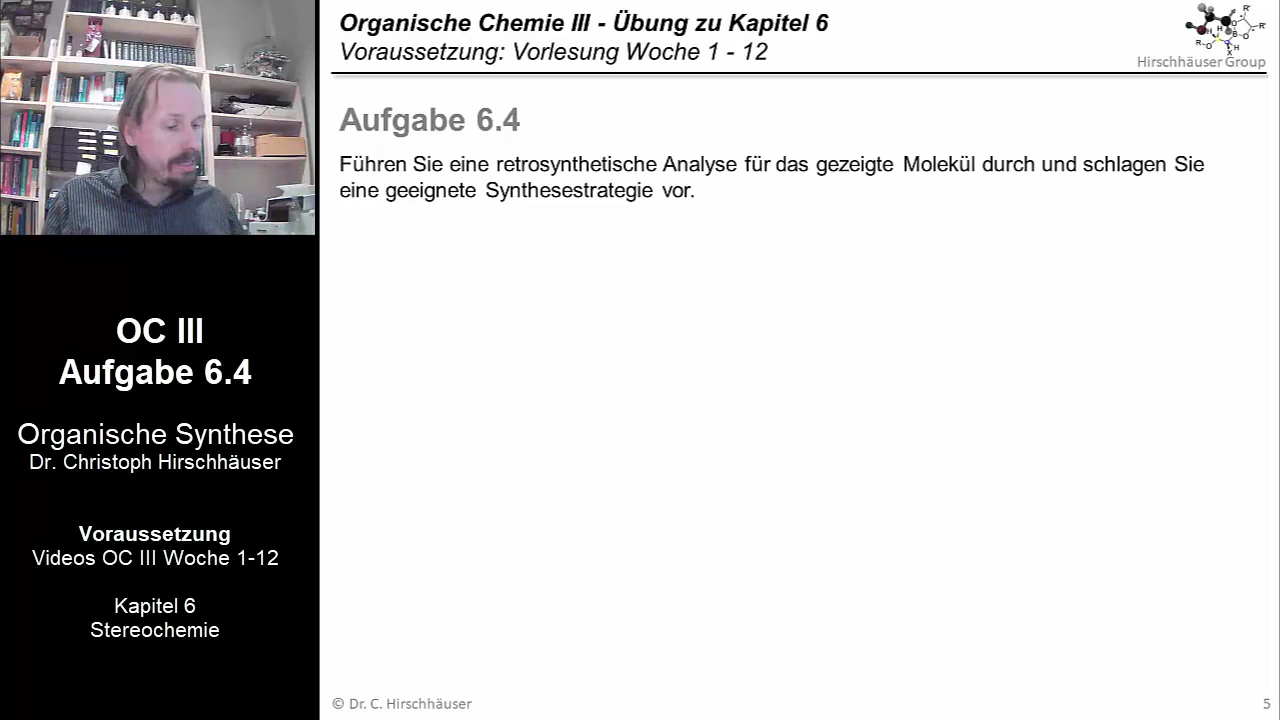 Organische Chemie III - Übung zu Kapitel 6
Voraussetzung: Vorlesung Woche 1 - 12
Hirschhäuser Group
Aufgabe 6.4
Führen Sie eine retrosynthetische Analyse für das gezeigte Molekül durch und schlagen Sie
eine geeignete Synthesestrategie vor.
OC III
Aufgabe 6.4
Organische Synthese
Dr. Christoph Hirschhäuser
Voraussetzung
Videos OC III Woche 1-12
Kapitel 6
Stereochemie
© Dr. C. Hirschhäuser
5